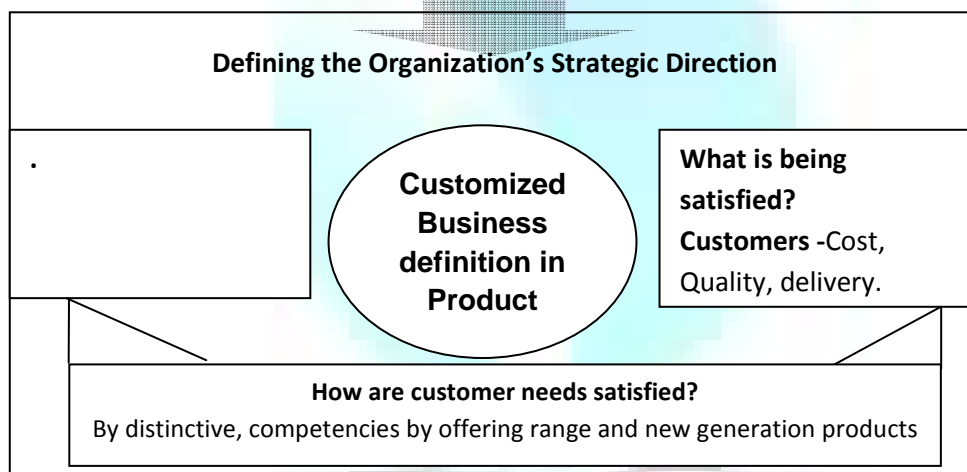 Defining the Organization’s Strategic Direction
.
Customized
Business
definition in
Product
What is being
satisfied?
Customers -Cost,
Quality, delivery.
How are customer needs satisfied?
By distinctive, competencies by offering range and new generation products